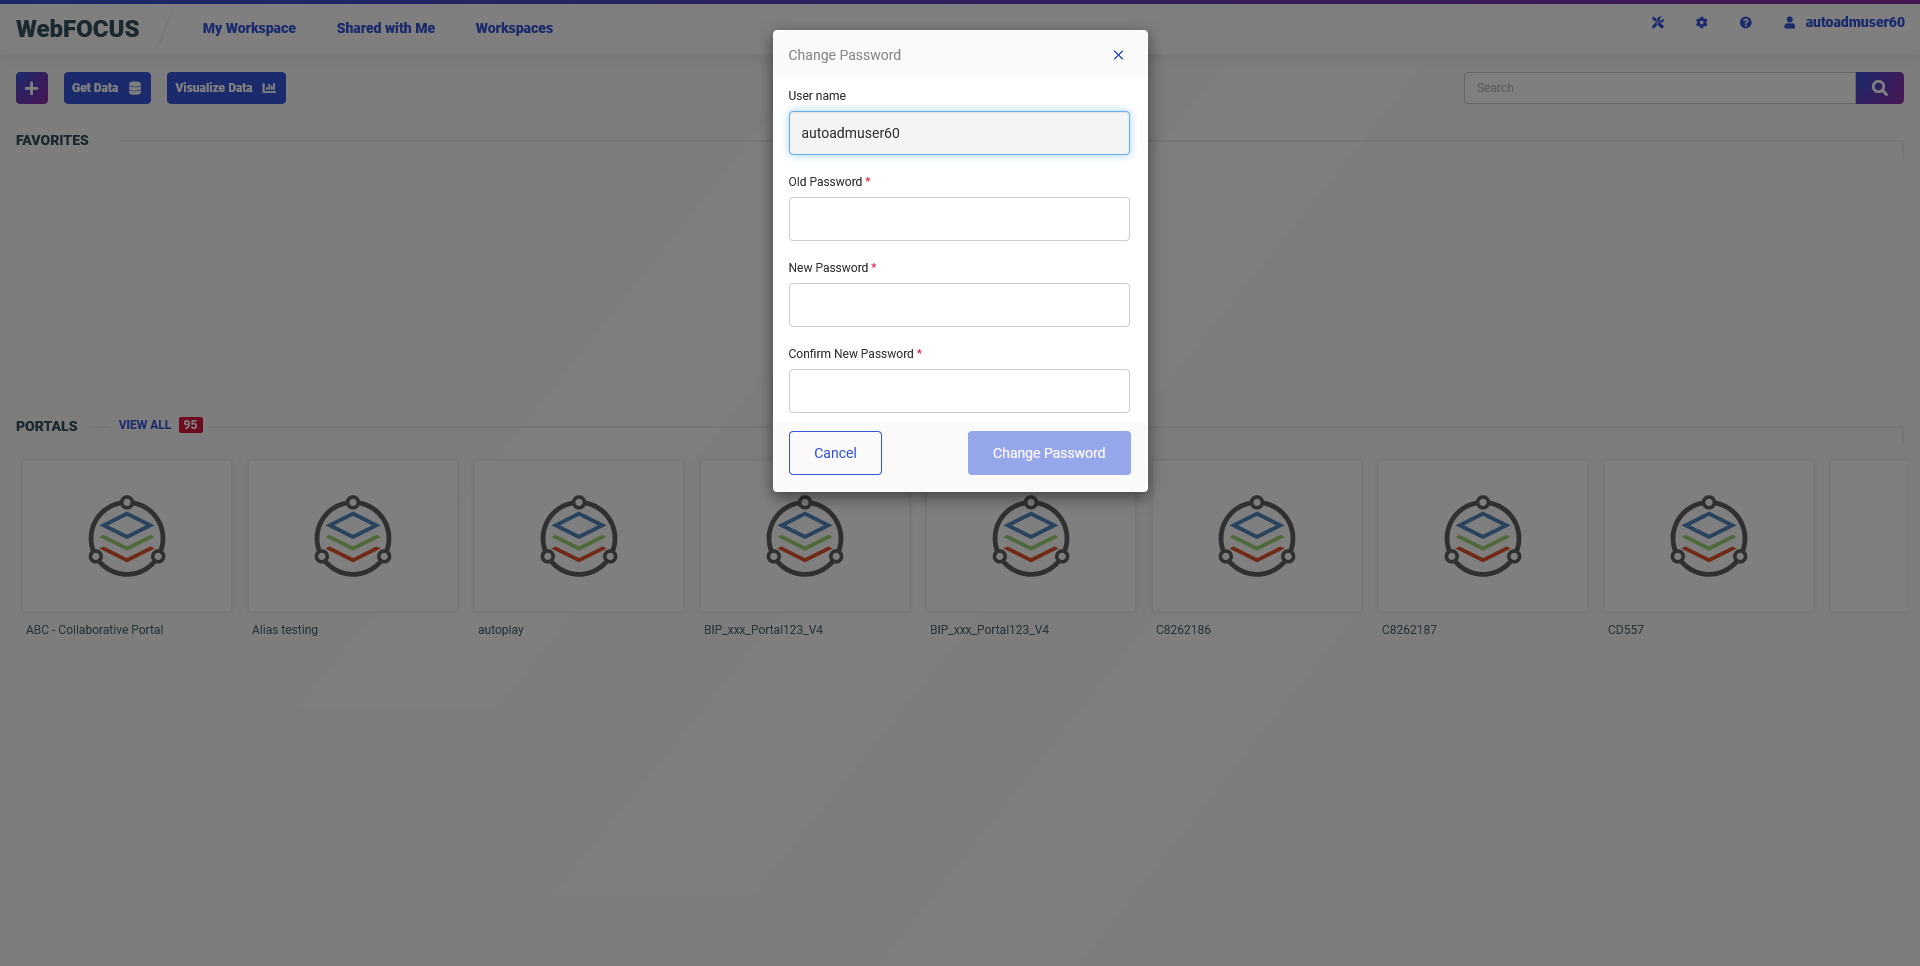 WebFOCUS
My Workspace
Shared with Me
Workspaces
autoadmuser60
Get Data
Visualize Data
Search
FAVORITES
Change Password
User name
autoadmuser60
Old Password *
New Password *
Confirm New Password *
Cancel
Change Password
PORTALS
VIEW ALL 95
ABC - Collaborative Portal
Alias testing
autoplay
BIP_xxx_Portal123_V4
BIP_xxx_Portal123_V4
C8262186
C8262187
CD557